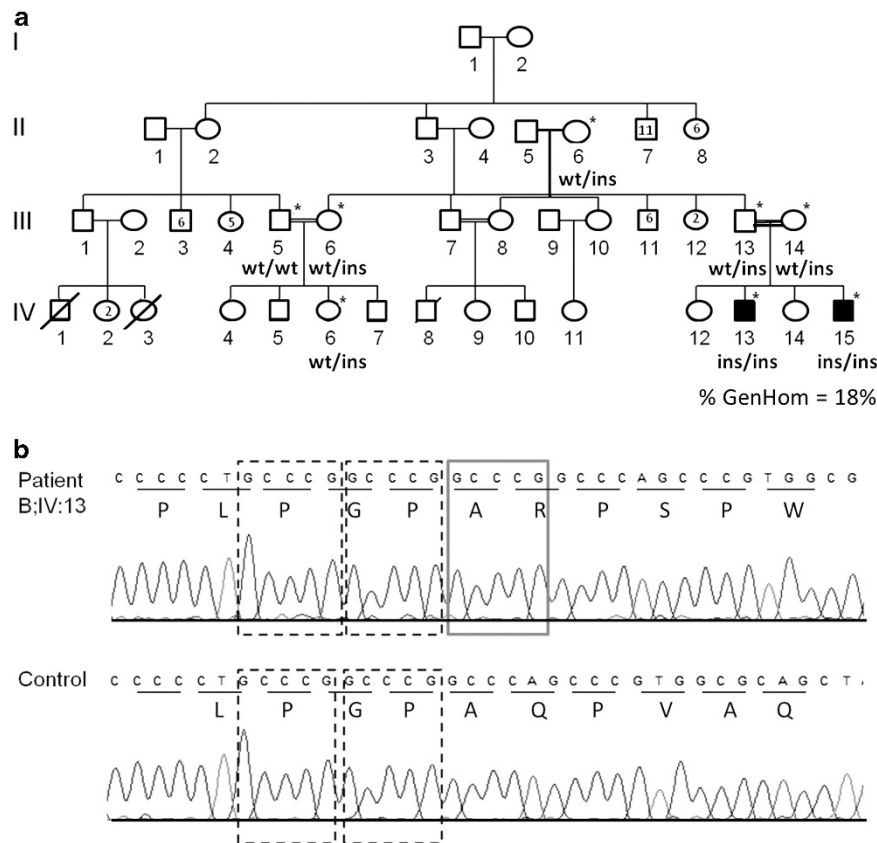 a
I
1 2
II
11 6
1 2 3 4 5 6 * 7 8
wt/ins
III
6 5 * * 6 2 * *
1 2 3 4 5 6 7 8 9 10 11 12 13 14
wt/wt wt/ins wt/ins wt/ins
IV
2 * * *
1 2 3 4 5 6 7 8 9 10 11 12 13 14 15
wt/ins ins/ins ins/ins
% GenHom = 18%
b
Patient C C C C C T G C C C G G C C C G G C C C G G C C C A G C C C G T G G C G
B;IV:13 P L P G P A R P S P W
Control C C C C C T G C C C G G C C C G G C C C A G C C C G T G G C G C A G C T
L P G P A Q P V A Q